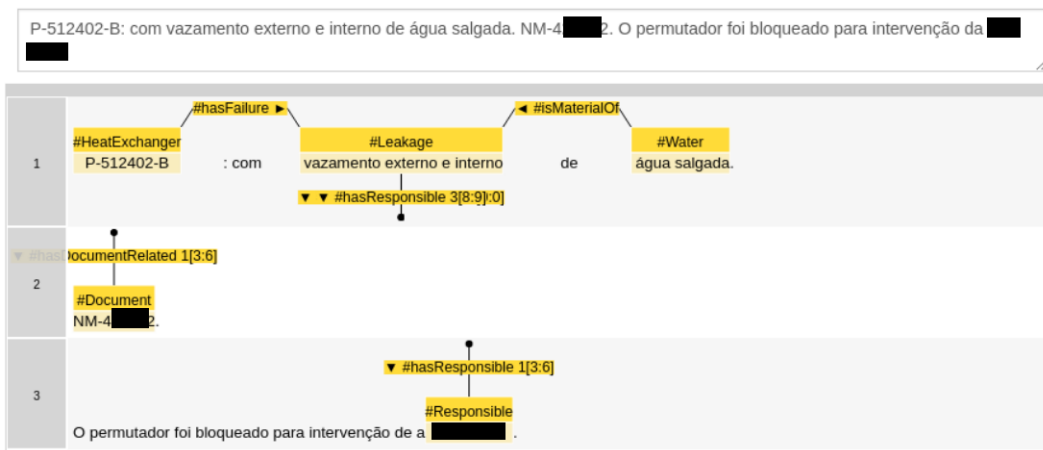 P-512402-B: com vazamento externo e interno de água salgada. NM-4 2. O permutador foi bloqueado para intervenção da
#hasFailure ► ◄ #isMaterialOf
#HeatExchanger #Leakage #Water
1 P-512402-B : com vazamento externo e interno de água salgada.
▼ ▼ #hasResponsible 3[8:9] :0]
▼ #hasDocumentRelated 1[3:6]
2
#Document
NM-4 2.
▼ #hasResponsible 1[3:6]
3
#Responsible
O permutador foi bloqueado para intervenção de a .